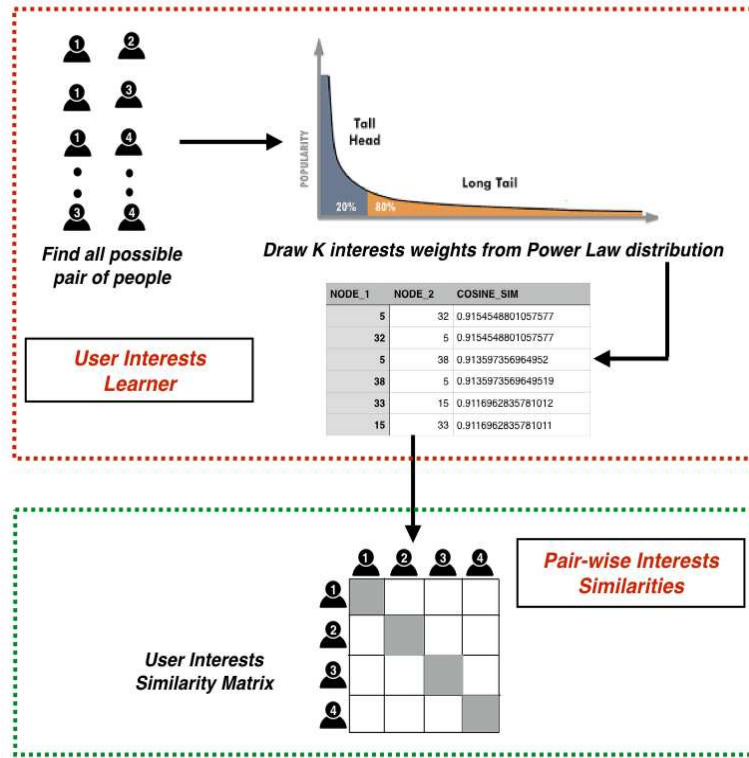 1 2
1 3
1 4
3 4
Find all possible
pair of people
POPULARITY
Tall
Head
Long Tail
20% 80%
Draw K interests weights from Power Law distribution
NODE_1 NODE_2 COSINE_SIM
5 32 0.9154548801057577
32 5 0.9154548801057577
5 38 0.913597356964952
38 5 0.9135973569649519
33 15 0.9116962835781012
15 33 0.9116962835781011
User Interests
Learner
Pair-wise Interests
Similarities
1 2 3 4
1
2
3
4
User Interests
Similarity Matrix